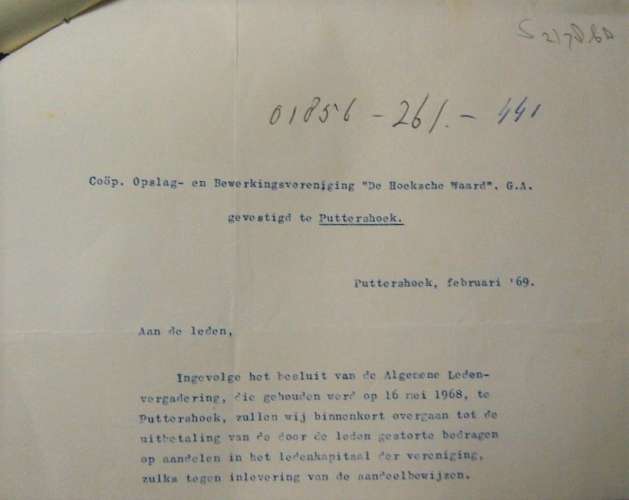 01856 - 261. - 441
Coöp. Opslag- en Bewerkingsvereniging "De Hoeksche Waard". G.A.
gevestigd te Puttershoek.
Puttershoek, februari '69.
Aan de leden,
Ingevolge het besluit van de Algemene Leden-
vergadering, die gehouden werd op 16 mei 1968, te
Puttershoek, zullen wij binnenkort overgaan tot de
uitbetaling van de door de leden gestorte bedragen
op aandelen in het ledenkapitaal der vereniging,
zulks tegen inlevering van de aandeelbewijzen.